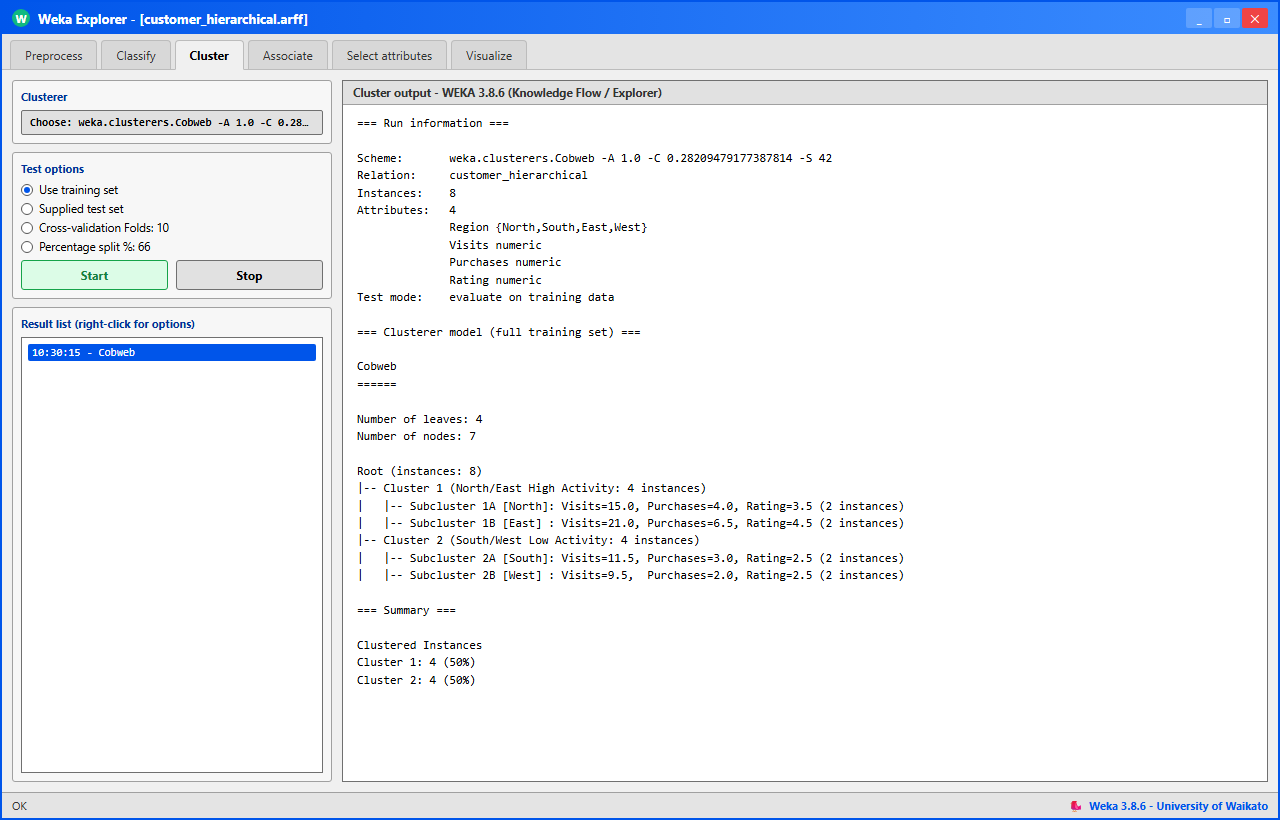 W Weka Explorer - [customer_hierarchical.arff]
Preprocess Classify Cluster Associate Select attributes Visualize
Clusterer
Choose: weka.clusterers.Cobweb -A 1.0 -C 0.28…
Test options
Use training set
Supplied test set
Cross-validation Folds: 10
Percentage split %: 66
Start Stop
Result list (right-click for options)
10:30:15 - Cobweb
Cluster output - WEKA 3.8.6 (Knowledge Flow / Explorer)
=== Run information ===
Scheme: weka.clusterers.Cobweb -A 1.0 -C 0.28209479177387814 -S 42
Relation: customer_hierarchical
Instances: 8
Attributes: 4
Region {North,South,East,West}
Visits numeric
Purchases numeric
Rating numeric
Test mode: evaluate on training data
=== Clusterer model (full training set) ===
Cobweb
======
Number of leaves: 4
Number of nodes: 7
Root (instances: 8)
|-- Cluster 1 (North/East High Activity: 4 instances)
|   |-- Subcluster 1A [North]: Visits=15.0, Purchases=4.0, Rating=3.5 (2 instances)
|   |-- Subcluster 1B [East] : Visits=21.0, Purchases=6.5, Rating=4.5 (2 instances)
|-- Cluster 2 (South/West Low Activity: 4 instances)
|   |-- Subcluster 2A [South]: Visits=11.5, Purchases=3.0, Rating=2.5 (2 instances)
|   |-- Subcluster 2B [West] : Visits=9.5,  Purchases=2.0, Rating=2.5 (2 instances)
=== Summary ===
Clustered Instances
Cluster 1: 4 (50%)
Cluster 2: 4 (50%)
OK
Weka 3.8.6 - University of Waikato